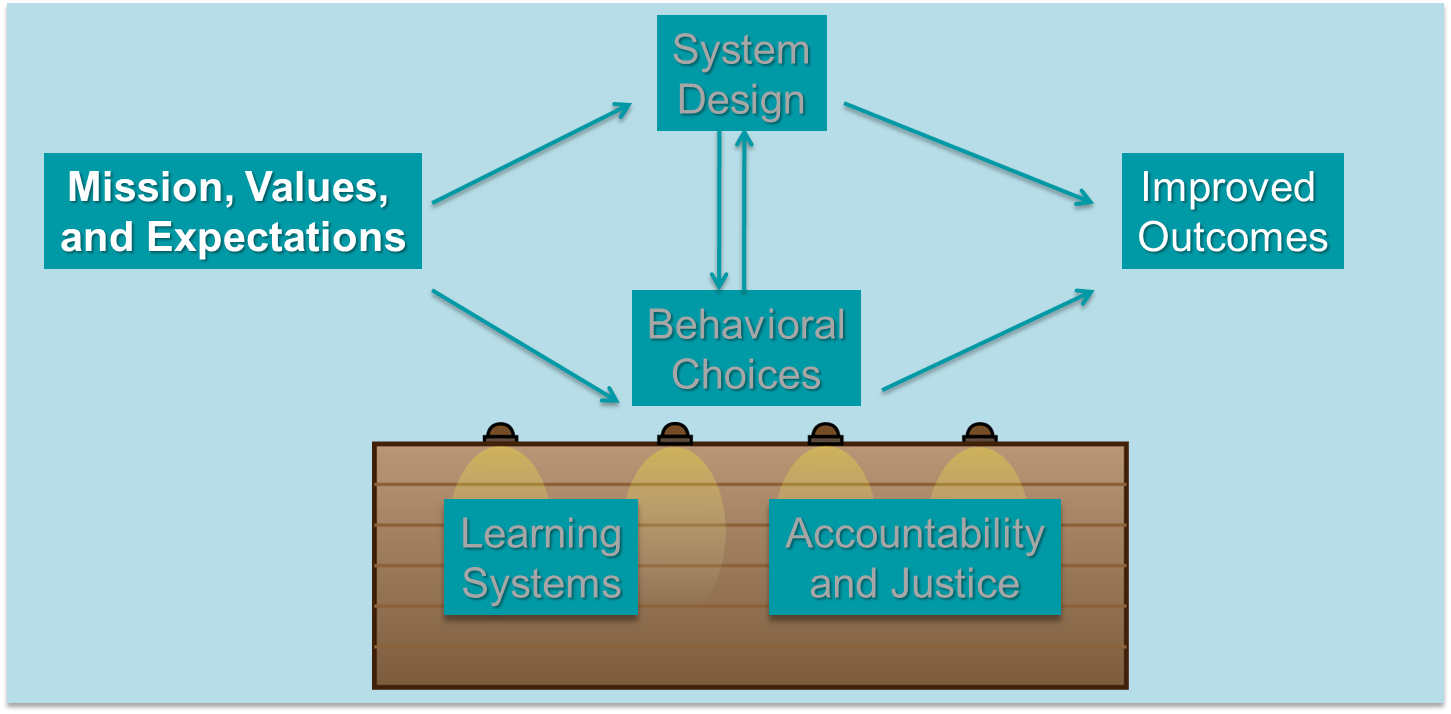 System
Design
Mission, Values,
and Expectations
Improved
Outcomes
Behavioral
Choices
Learning
Systems
Accountability
and Justice